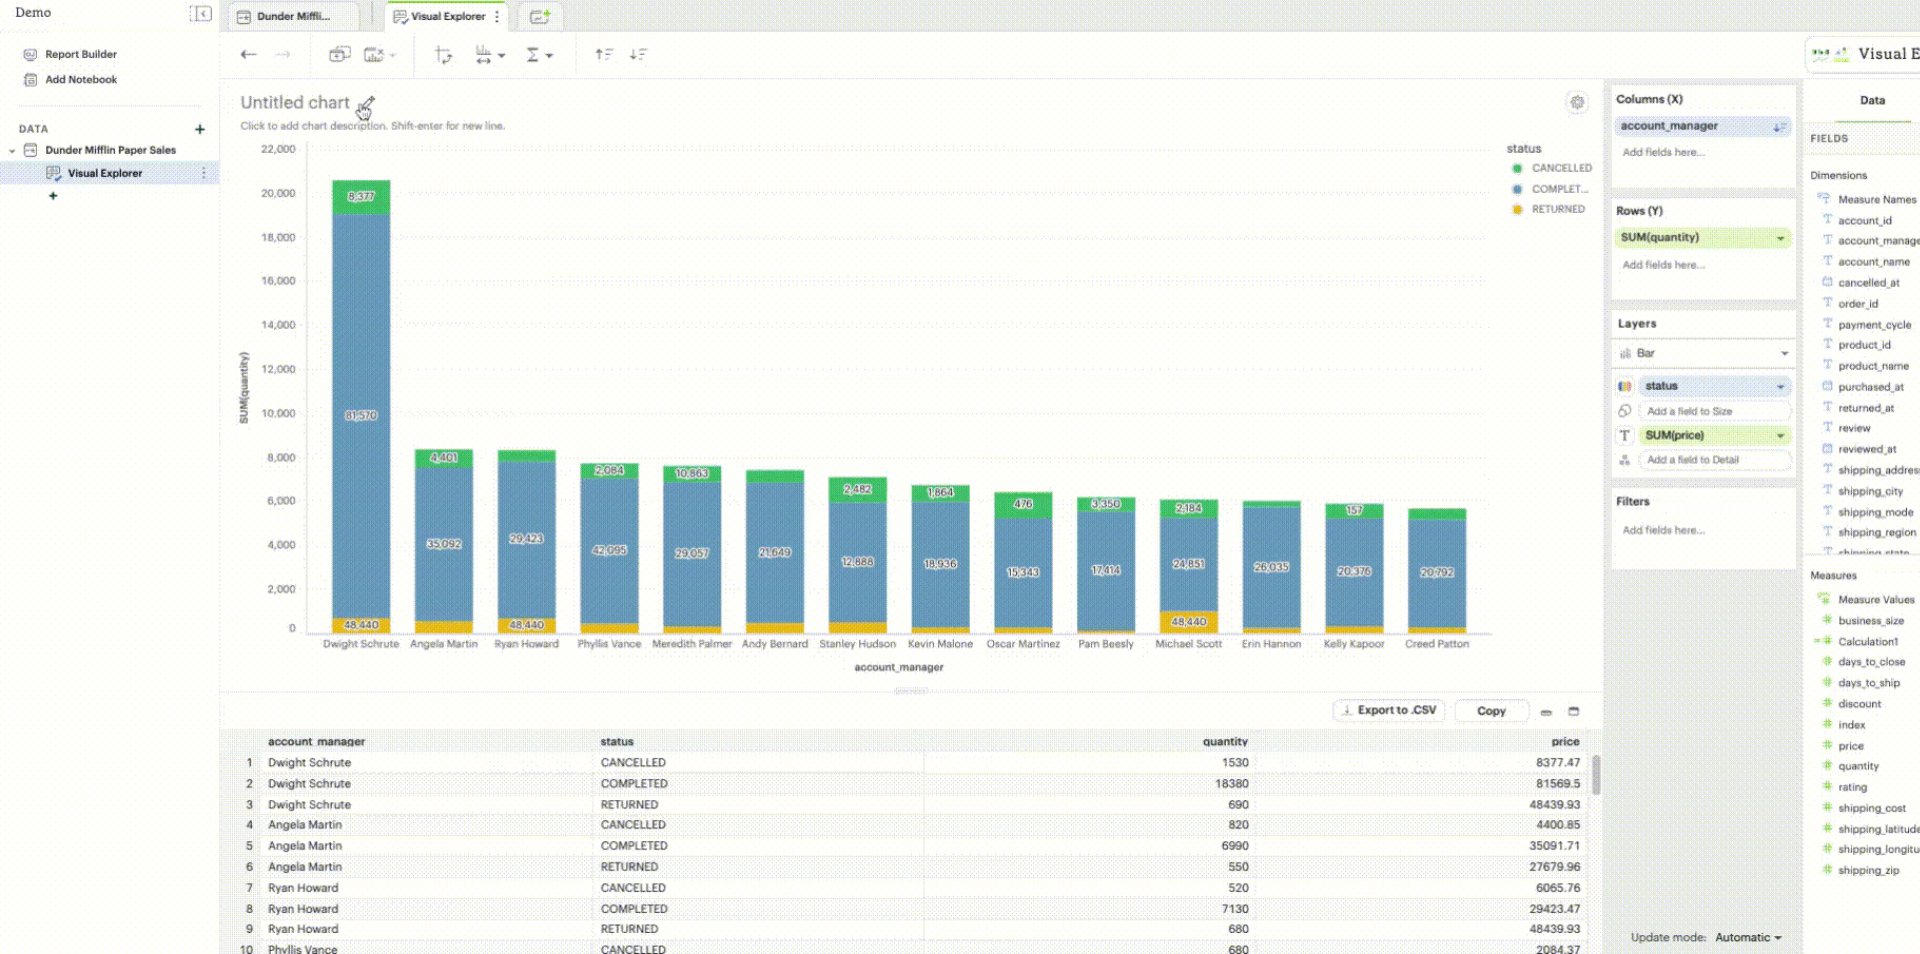 Demo
Report Builder
Add Notebook
DATA
Dunder Mifflin Paper Sales
Visual Explorer
Dunder Miffli...
Visual Explorer
Visual E
Untitled chart
Click to add chart description. Shift-enter for new line.
22,000
20,000
18,000
16,000
14,000
12,000
10,000
8,000
6,000
4,000
2,000
0
SUM(quantity)
8,377
81,570
48,440
4,401
35,092
29,423
48,440
2,084
42,095
10,863
29,057
21,649
2,482
12,888
1,864
18,936
476
15,343
3,350
17,414
2,184
24,851
48,440
26,035
157
20,376
20,792
Dwight Schrute
Angela Martin
Ryan Howard
Phyllis Vance
Meredith Palmer
Andy Bernard
Stanley Hudson
Kevin Malone
Oscar Martinez
Pam Beesly
Michael Scott
Erin Hannon
Kelly Kapoor
Creed Patton
account_manager
status
CANCELLED
COMPLET...
RETURNED
Columns (X)
account_manager
Add fields here...
Rows (Y)
SUM(quantity)
Add fields here...
Layers
Bar
status
Add a field to Size
T SUM(price)
Add a field to Detail
Filters
Add fields here...
Update mode: Automatic
Data
FIELDS
Dimensions
Measure Names
account_id
account_manage
account_name
cancelled_at
order_id
payment_cycle
product_id
product_name
purchased_at
returned_at
review
reviewed_at
shipping_addres
shipping_city
shipping_mode
shipping_region
shipping_state
Measures
Measure Values
business_size
Calculation1
days_to_close
days_to_ship
discount
index
price
quantity
rating
shipping_cost
shipping_latitude
shipping_longitu
shipping_zip
Export to .CSV
Copy
account_manager status quantity price
1 Dwight Schrute CANCELLED 1530 8377.47
2 Dwight Schrute COMPLETED 18380 81569.5
3 Dwight Schrute RETURNED 690 48439.93
4 Angela Martin CANCELLED 820 4400.85
5 Angela Martin COMPLETED 6990 35091.71
6 Angela Martin RETURNED 550 27679.96
7 Ryan Howard CANCELLED 520 6065.76
8 Ryan Howard COMPLETED 7130 29423.47
9 Ryan Howard RETURNED 680 48439.93
10 Phyllis Vance CANCELLED 680 2084.37